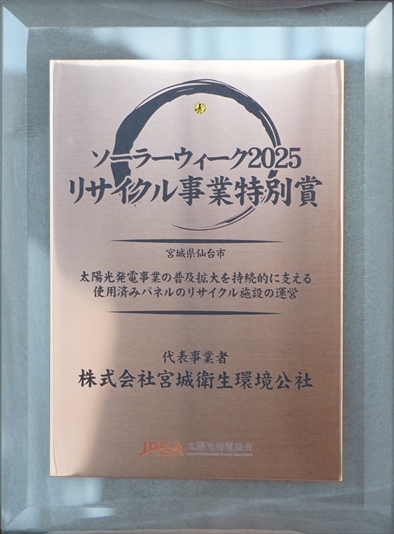 ソーラーウィーク2025
リサイクル事業特別賞
宮城県仙台市
太陽光発電事業の普及拡大を持続的に支える
使用済みパネルのリサイクル施設の運営
代表事業者
株式会社宮城衛生環境公社
JPEA 太陽光発電協会